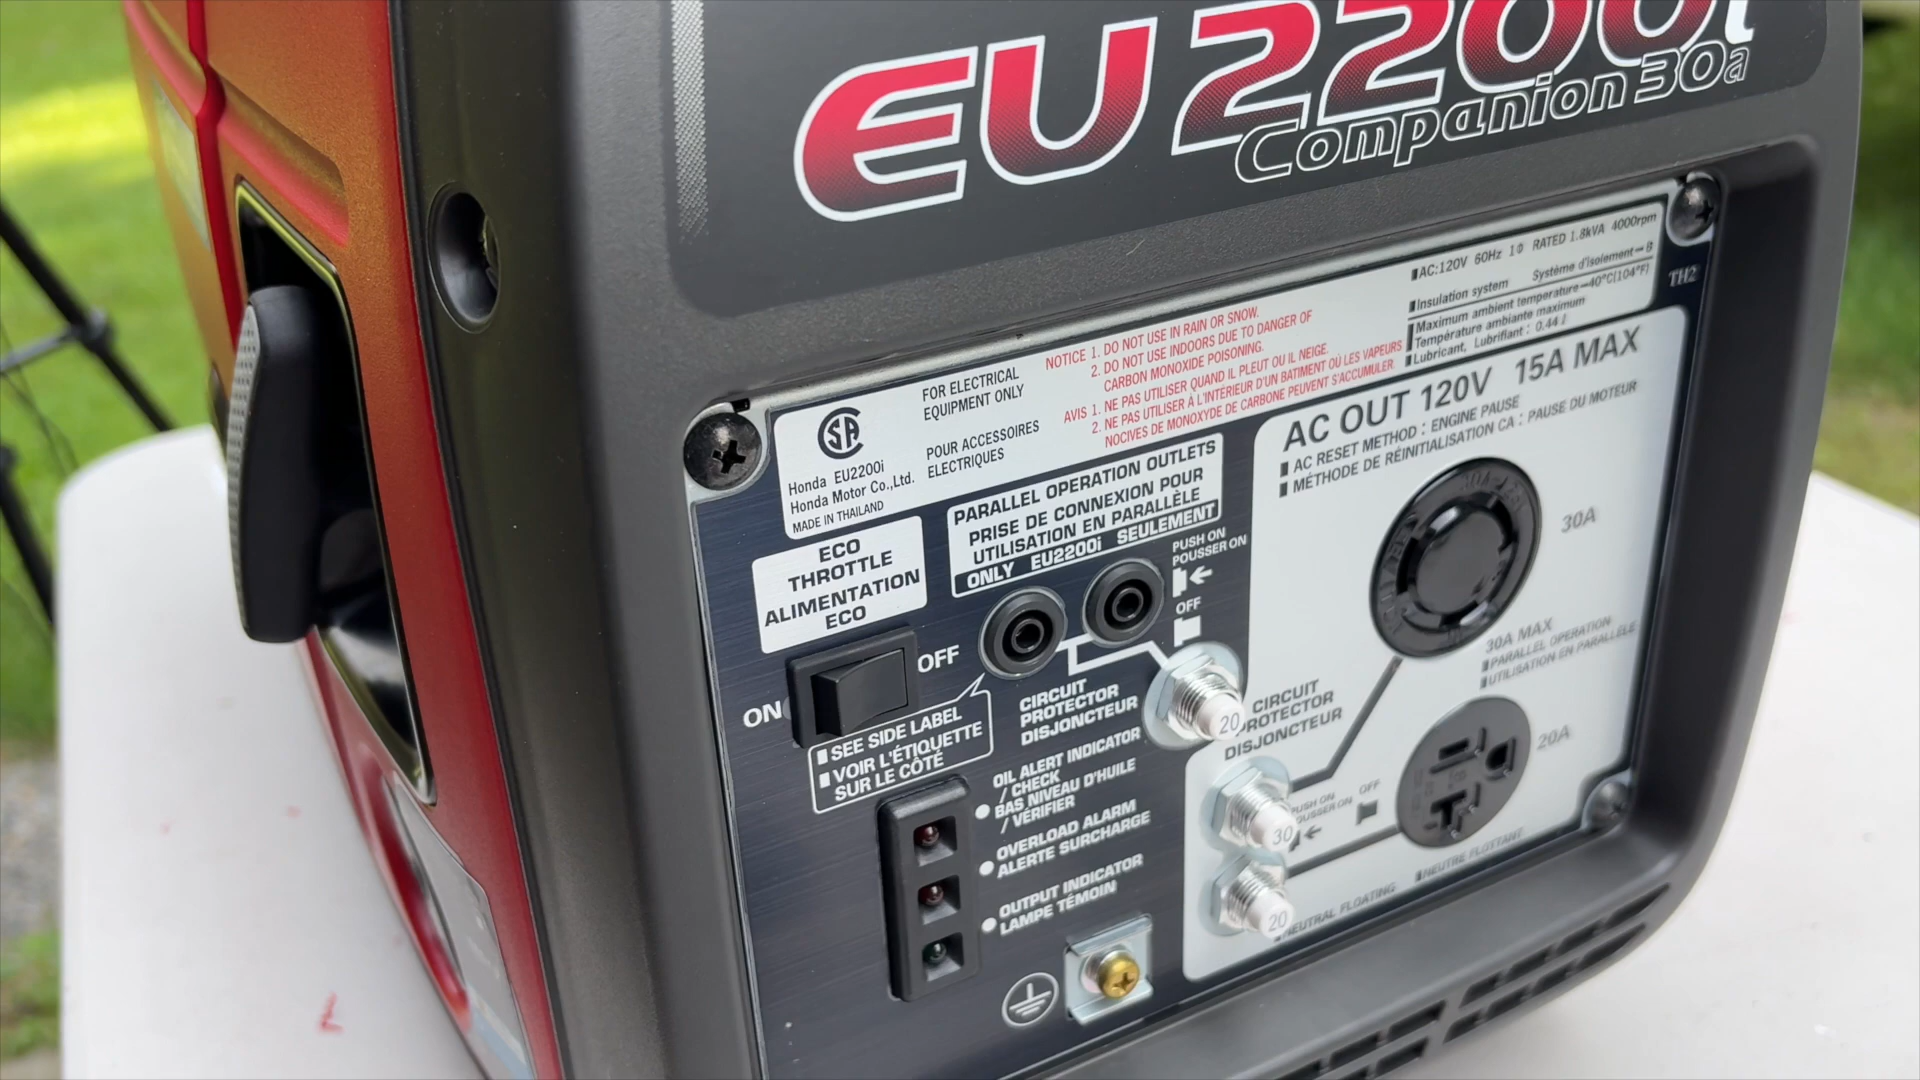 EU2200i
Companion 30a
AC:120V 60Hz 1Φ RATED 1.8kVA 4000rpm
Insulation system Système d'isolement—B
Maximum ambient temperature—40°C(104°F)
Température ambiante maximum
Lubricant, Lubrifiant : 0.44 l
TH2
NOTICE 1. DO NOT USE IN RAIN OR SNOW.
2. DO NOT USE INDOORS DUE TO DANGER OF
CARBON MONOXIDE POISONING.
AVIS 1. NE PAS UTILISER QUAND IL PLEUT OU IL NEIGE.
2. NE PAS UTILISER À L'INTÉRIEUR D'UN BATIMENT OÙ LES VAPEURS
NOCIVES DE MONOXYDE DE CARBONE PEUVENT S'ACCUMULER.
FOR ELECTRICAL
EQUIPMENT ONLY
POUR ACCESSOIRES
ELECTRIQUES
Honda EU2200i
Honda Motor Co.,Ltd.
MADE IN THAILAND
AC OUT 120V 15A MAX
AC RESET METHOD : ENGINE PAUSE
MÉTHODE DE RÉINITIALISATION CA : PAUSE DU MOTEUR
30A
30A MAX
PARALLEL OPERATION
UTILISATION EN PARALLÈLE
20A
PARALLEL OPERATION OUTLETS
PRISE DE CONNEXION POUR
UTILISATION EN PARALLÈLE
ONLY EU2200i SEULEMENT
PUSH ON
POUSSER ON
OFF
ECO
THROTTLE
ALIMENTATION
ECO
OFF
ON
SEE SIDE LABEL
VOIR L'ÉTIQUETTE
SUR LE CÔTÉ
CIRCUIT
PROTECTOR
DISJONCTEUR
20
CIRCUIT
PROTECTOR
DISJONCTEUR
30
PUSH ON
POUSSER ON
OFF
20
NEUTRAL FLOATING
NEUTRE FLOTTANT
OIL ALERT INDICATOR
/ CHECK
BAS NIVEAU D'HUILE
/ VÉRIFIER
OVERLOAD ALARM
ALERTE SURCHARGE
OUTPUT INDICATOR
LAMPE TÉMOIN